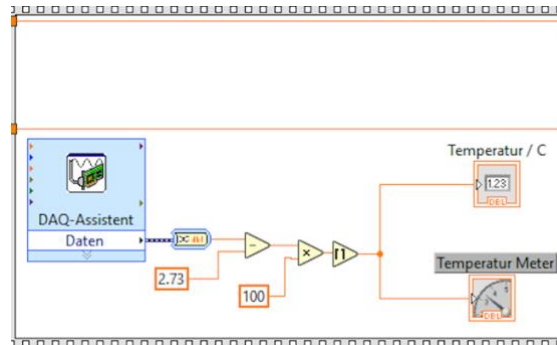 Temperatur / C
1.23
DBL
DAQ-Assistent
Daten
2.73
100
Temperatur Meter
DBL